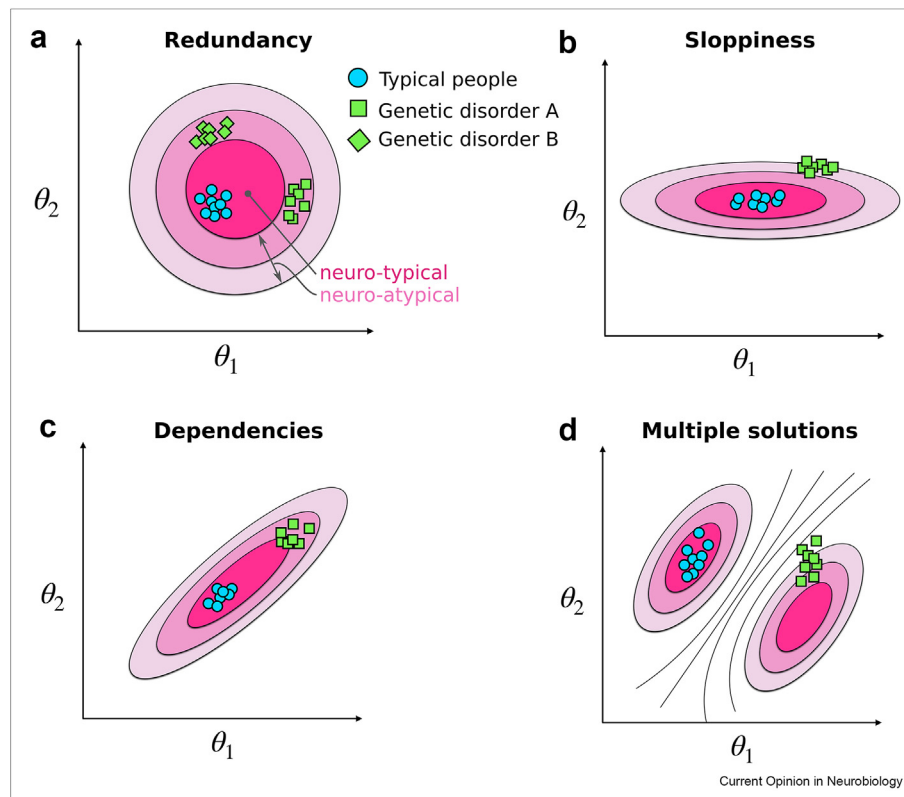 a
Redundancy
Typical people
Genetic disorder A
Genetic disorder B
θ2
neuro-typical
neuro-atypical
θ1
b
Sloppiness
θ2
θ1
c
Dependencies
θ2
θ1
d
Multiple solutions
θ2
θ1
Current Opinion in Neurobiology